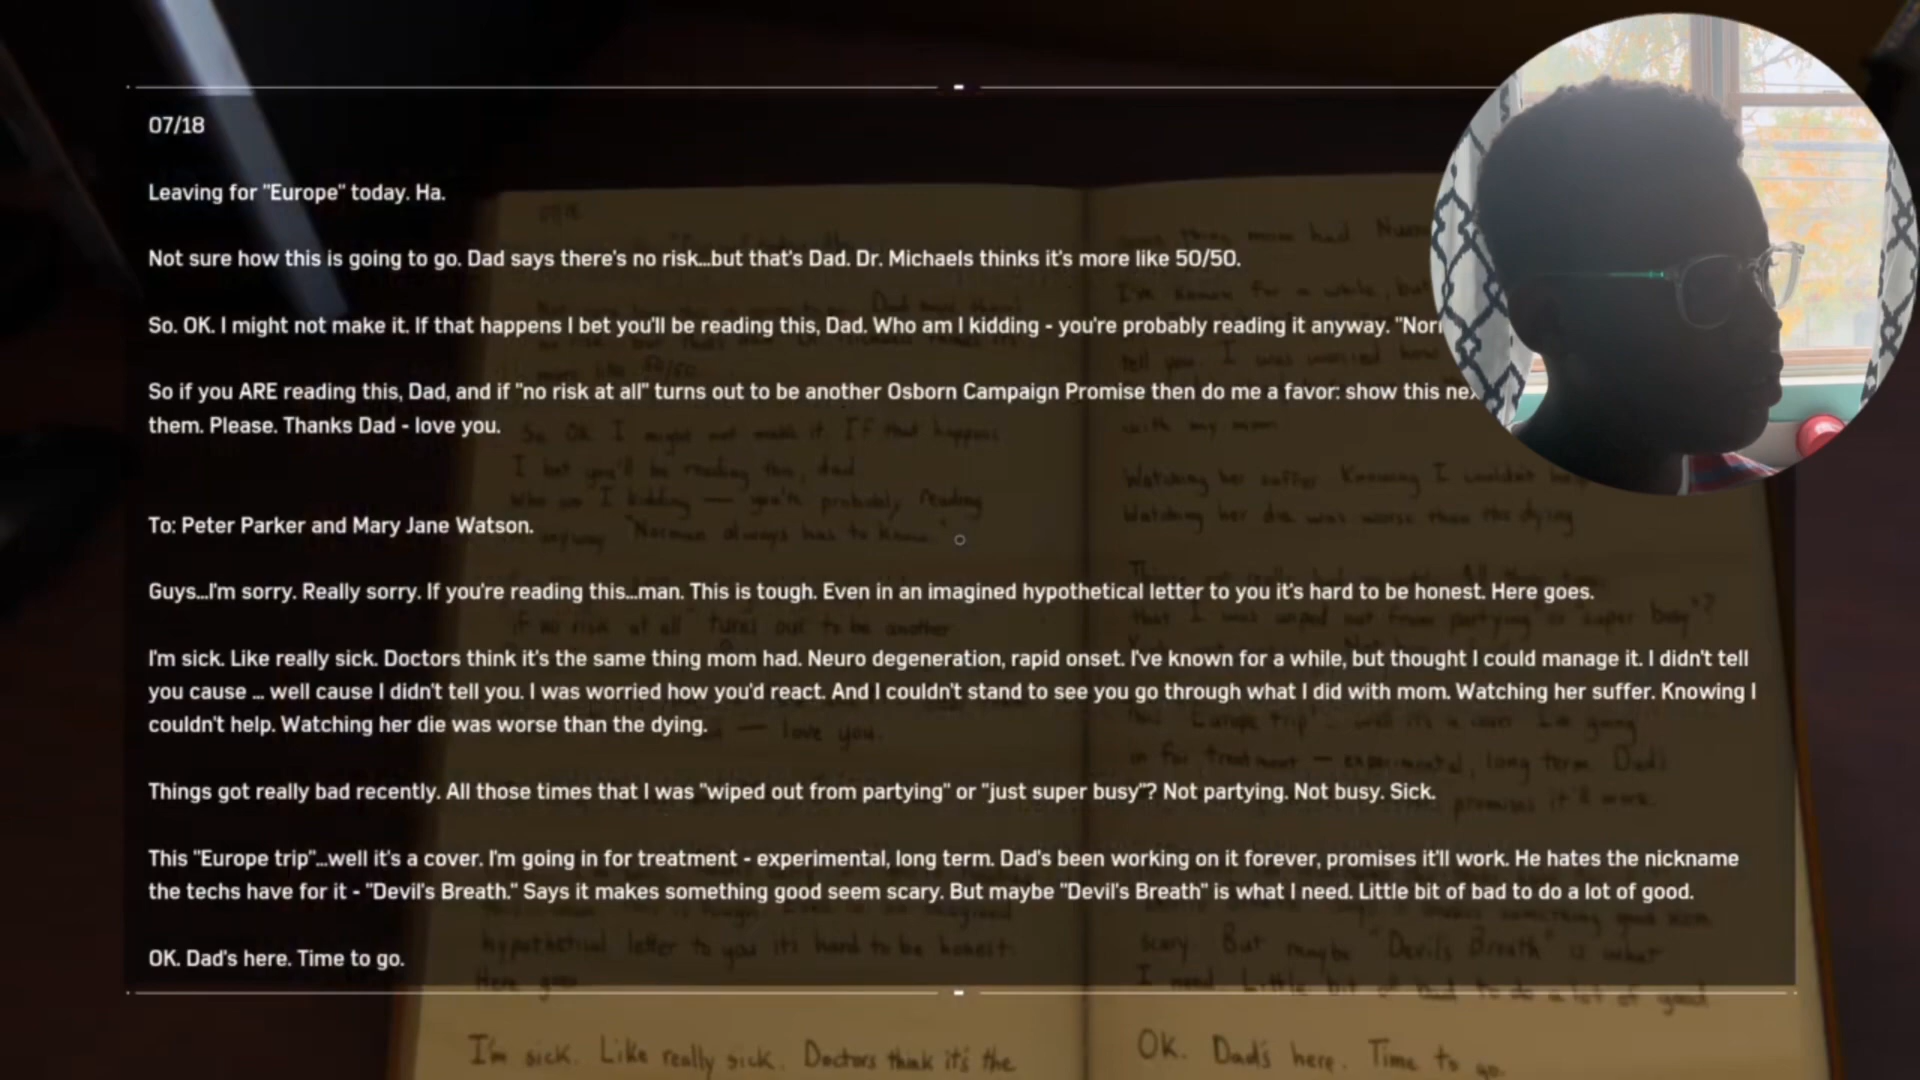 07/18
Leaving for "Europe" today. Ha.
Not sure how this is going to go. Dad says there's no risk...but that's Dad. Dr. Michaels thinks it's more like 50/50.
So. OK. I might not make it. If that happens I bet you'll be reading this, Dad. Who am I kidding - you're probably reading it anyway.
So if you ARE reading this, Dad, and if "no risk at all" turns out to be another Osborn Campaign Promise then do me a favor: show this
them. Please. Thanks Dad - love you.
To: Peter Parker and Mary Jane Watson.
Guys...I'm sorry. Really sorry. If you're reading this...man. This is tough. Even in an imagined hypothetical letter to you it's hard to be honest. Here goes.
I'm sick. Like really sick. Doctors think it's the same thing mom had. Neuro degeneration, rapid onset. I've known for a while, but thought I could manage it. I didn't tell
you cause ... well cause I didn't tell you. I was worried how you'd react. And I couldn't stand to see you go through what I did with mom. Watching her suffer. Knowing I
couldn't help. Watching her die was worse than the dying.
Things got really bad recently. All those times that I was "wiped out from partying" or "just super busy"? Not partying. Not busy. Sick.
This "Europe trip"...well it's a cover. I'm going in for treatment - experimental, long term. Dad's been working on it forever, promises it'll work. He hates the nickname
the techs have for it - "Devil's Breath." Says it makes something good seem scary. But maybe "Devil's Breath" is what I need. Little bit of bad to do a lot of good.
OK. Dad's here. Time to go.
I'm sick. Like really sick. Doctors think it's the
OK. Dad's here. Time to go.